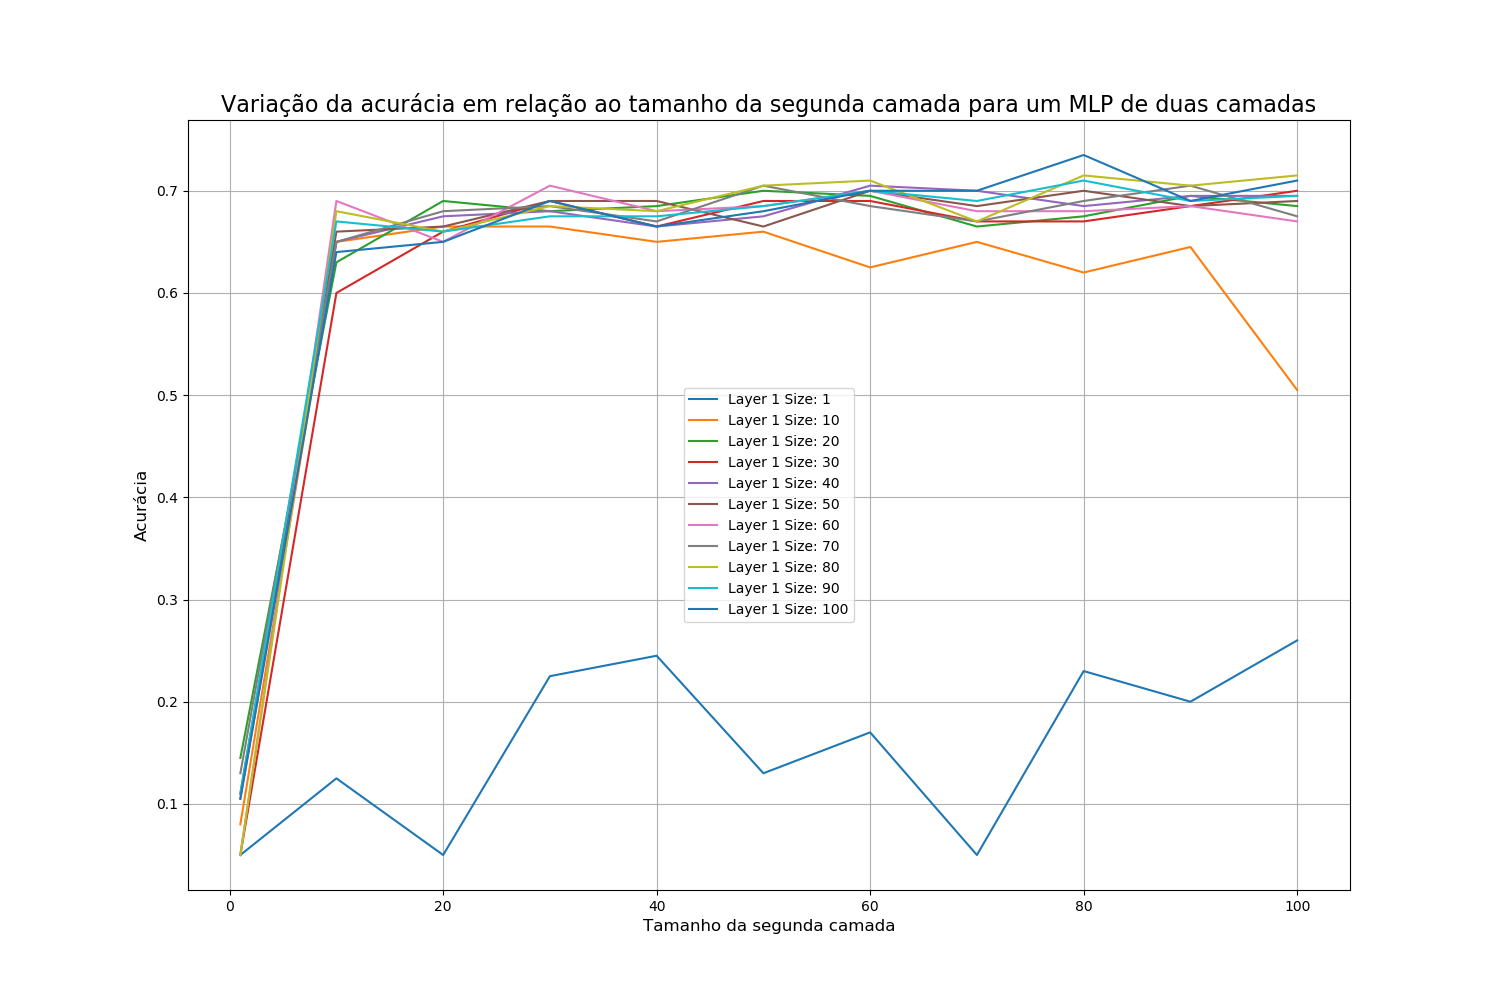 Variação da acurácia em relação ao tamanho da segunda camada para um MLP de duas camadas
Acurácia
0.7
0.6
0.5
0.4
0.3
0.2
0.1
Layer 1 Size: 1
Layer 1 Size: 10
Layer 1 Size: 20
Layer 1 Size: 30
Layer 1 Size: 40
Layer 1 Size: 50
Layer 1 Size: 60
Layer 1 Size: 70
Layer 1 Size: 80
Layer 1 Size: 90
Layer 1 Size: 100
0 20 40 60 80 100
Tamanho da segunda camada